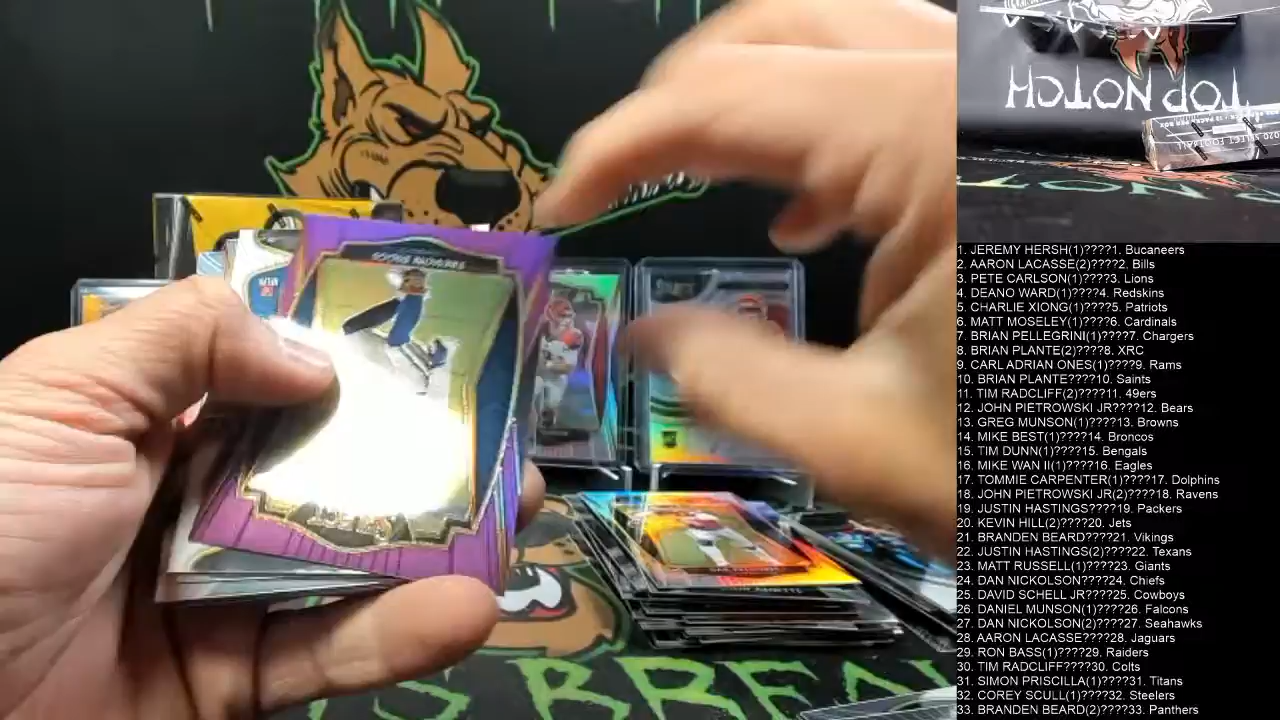 TOP NOTCH
2020 SELECT FOOTBALL
S BREA
1. JEREMY HERSH(1)????1. Bucaneers
2. AARON LACASSE(2)????2. Bills
3. PETE CARLSON(1)????3. Lions
4. DEANO WARD(1)????4. Redskins
5. CHARLIE XIONG(1)????5. Patriots
6. MATT MOSELEY(1)????6. Cardinals
7. BRIAN PELLEGRINI(1)????7. Chargers
8. BRIAN PLANTE(2)????8. XRC
9. CARL ADRIAN ONES(1)????9. Rams
10. BRIAN PLANTE????10. Saints
11. TIM RADCLIFF(2)????11. 49ers
12. JOHN PIETROWSKI JR????12. Bears
13. GREG MUNSON(1)????13. Browns
14. MIKE BEST(1)????14. Broncos
15. TIM DUNN(1)????15. Bengals
16. MIKE WAN II(1)????16. Eagles
17. TOMMIE CARPENTER(1)????17. Dolphins
18. JOHN PIETROWSKI JR(2)????18. Ravens
19. JUSTIN HASTINGS????19. Packers
20. KEVIN HILL(2)????20. Jets
21. BRANDEN BEARD????21. Vikings
22. JUSTIN HASTINGS(2)????22. Texans
23. MATT RUSSELL(1)????23. Giants
24. DAN NICKOLSON????24. Chiefs
25. DAVID SCHELL JR????25. Cowboys
26. DANIEL MUNSON(1)????26. Falcons
27. DAN NICKOLSON(2)????27. Seahawks
28. AARON LACASSE????28. Jaguars
29. RON BASS(1)????29. Raiders
30. TIM RADCLIFF????30. Colts
31. SIMON PRISCILLA(1)????31. Titans
32. COREY SCULL(1)????32. Steelers
33. BRANDEN BEARD(2)????33. Panthers